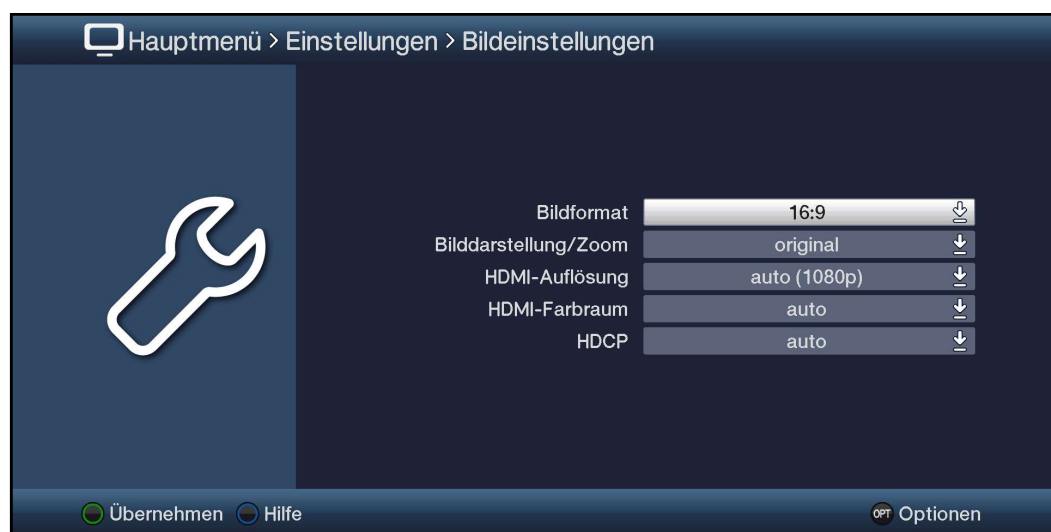 Hauptmenü > Einstellungen > Bildeinstellungen
Bildformat 16:9
Bilddarstellung/Zoom original
HDMI-Auflösung auto (1080p)
HDMI-Farbraum auto
HDCP auto
Übernehmen Hilfe OPT Optionen